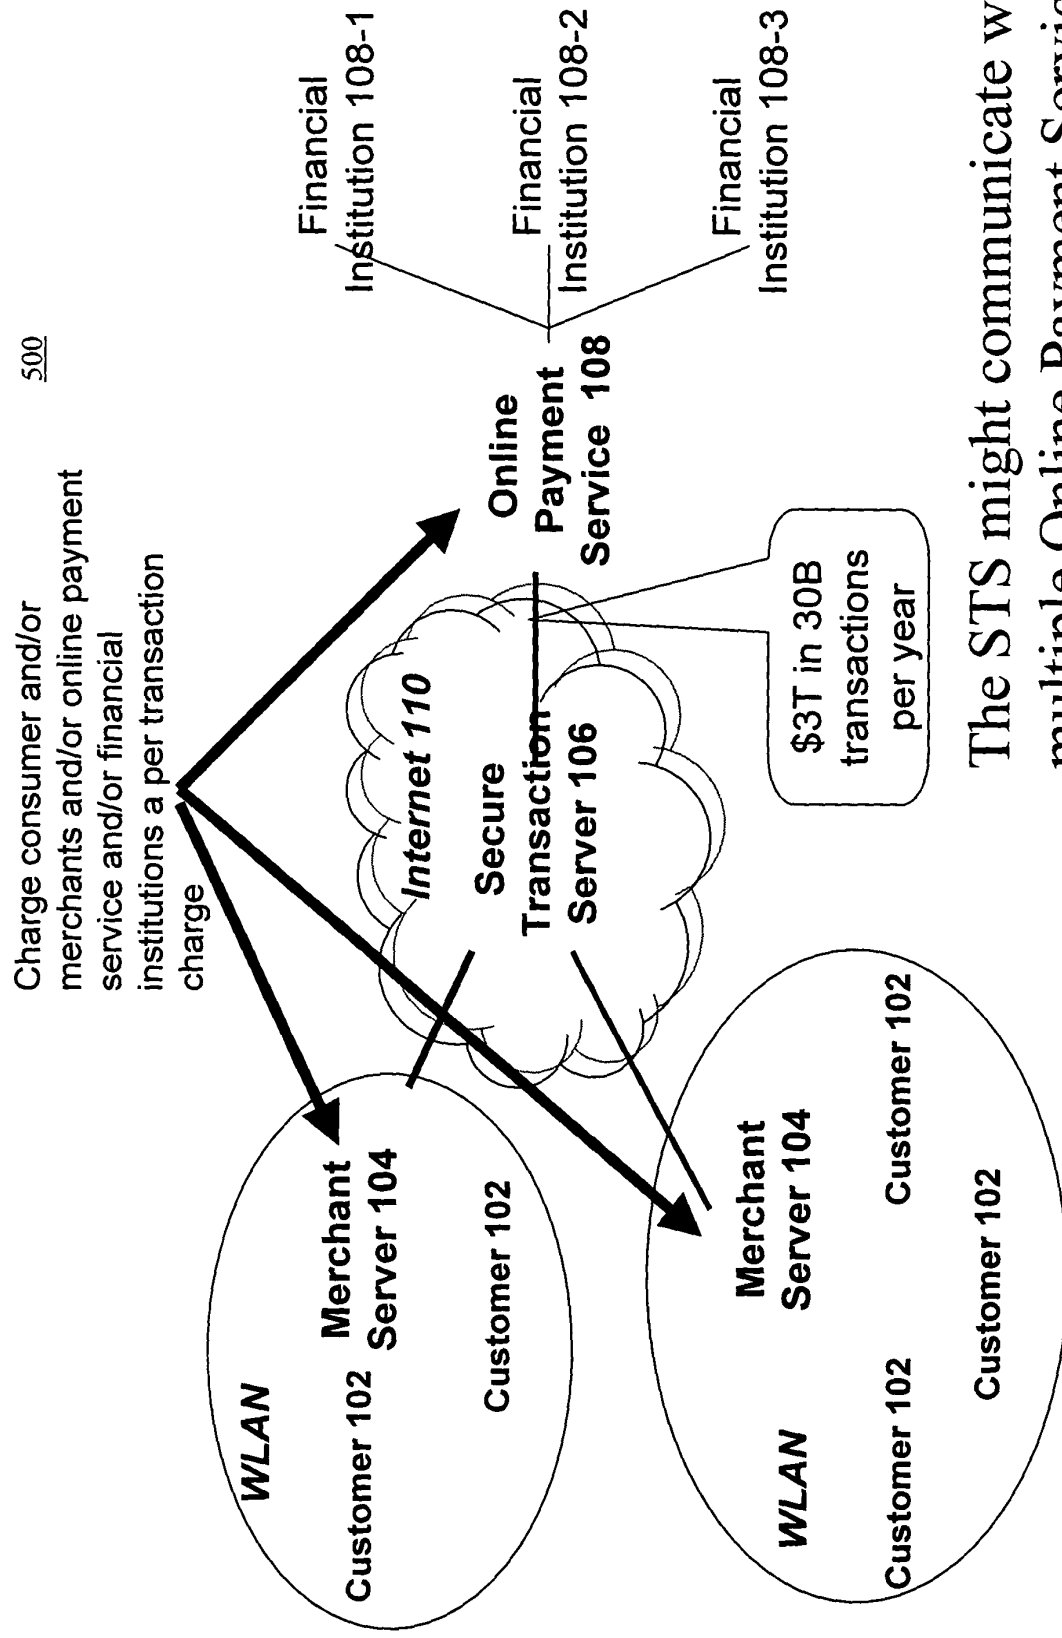 500
Charge consumer and/or
merchants and/or online payment
service and/or financial
institutions a per transaction
charge
WLAN
Customer 102
Merchant
Server 104
Customer 102
Internet 110
Secure
Transaction
Server 106
Online
Payment
Service 108
Financial
Institution 108-1
Financial
Institution 108-2
Financial
Institution 108-3
WLAN
Customer 102
Merchant
Server 104
Customer 102
Customer 102
$3T in 30B
transactions
per year
The STS might communicate
multiple Online Payment